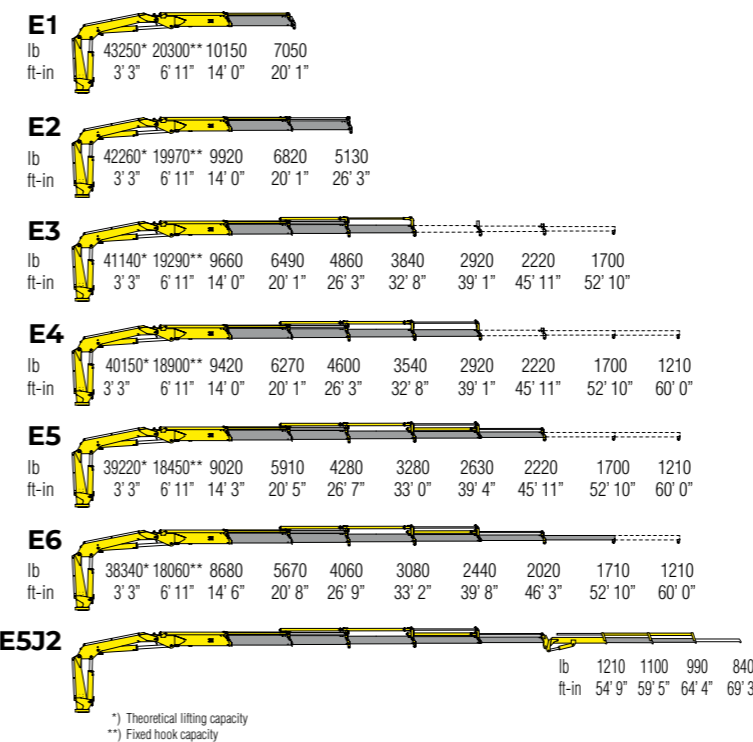 E1
lb 43250* 20300** 10150 7050
ft-in 3' 3" 6' 11" 14' 0" 20' 1"
E2
lb 42260* 19970** 9920 6820 5130
ft-in 3' 3" 6' 11" 14' 0" 20' 1" 26' 3"
E3
lb 41140* 19290** 9660 6490 4860 3840 2920 2220 1700
ft-in 3' 3" 6' 11" 14' 0" 20' 1" 26' 3" 32' 8" 39' 1" 45' 11" 52' 10"
E4
lb 40150* 18900** 9420 6270 4600 3540 2920 2220 1700 1210
ft-in 3' 3" 6' 11" 14' 0" 20' 1" 26' 3" 32' 8" 39' 1" 45' 11" 52' 10" 60' 0"
E5
lb 39220* 18450** 9020 5910 4280 3280 2630 2220 1700 1210
ft-in 3' 3" 6' 11" 14' 3" 20' 5" 26' 7" 33' 0" 39' 4" 45' 11" 52' 10" 60' 0"
E6
lb 38340* 18060** 8680 5670 4060 3080 2440 2020 1710 1210
ft-in 3' 3" 6' 11" 14' 6" 20' 8" 26' 9" 33' 2" 39' 8" 46' 3" 52' 10" 60' 0"
E5J2
lb 1210 1100 990 840
ft-in 54' 9" 59' 5" 64' 4" 69' 3
*) Theoretical lifting capacity
**) Fixed hook capacity